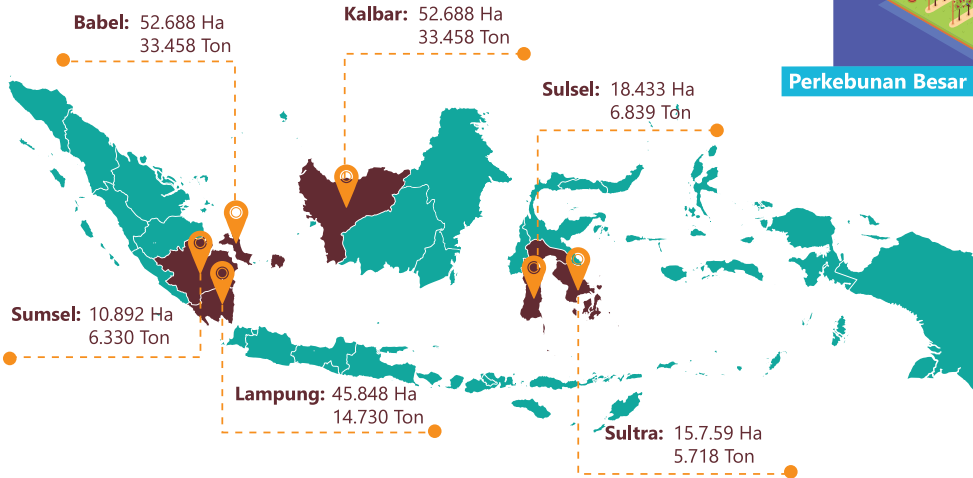 Babel: 52.688 Ha
33.458 Ton
Kalbar: 52.688 Ha
33.458 Ton
Perkebunan Besar
Sulsel: 18.433 Ha
6.839 Ton
Sumsel: 10.892 Ha
6.330 Ton
Lampung: 45.848 Ha
14.730 Ton
Sultra: 15.7.59 Ha
5.718 Ton